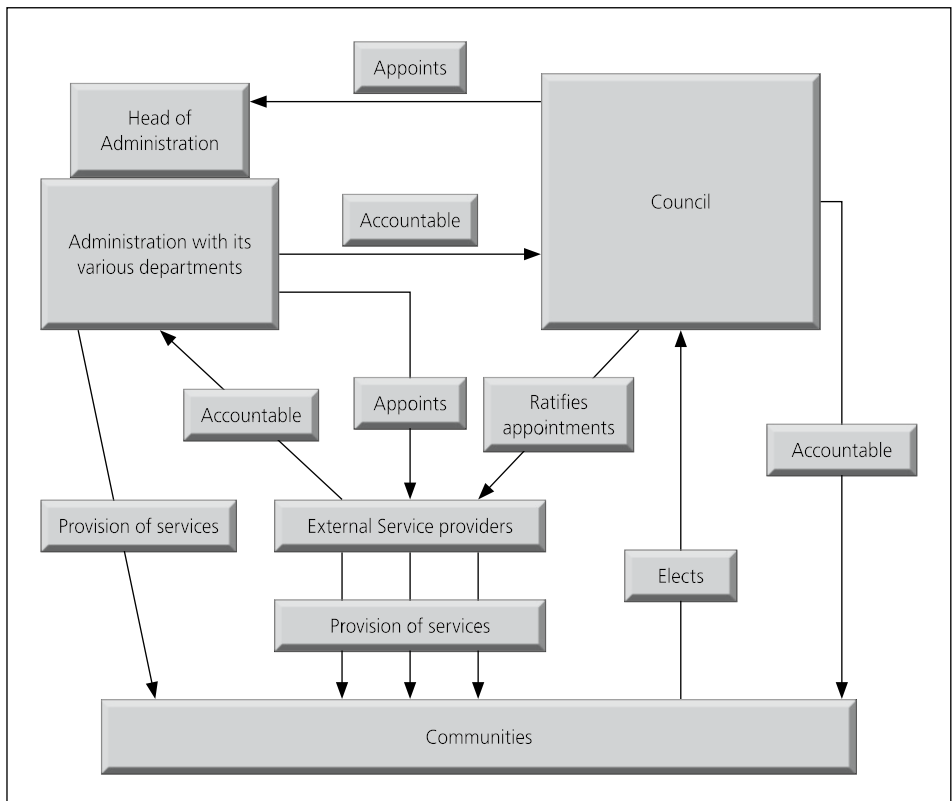 Appoints
Head of
Administration
Council
Accountable
Administration with its
various departments
Accountable
Appoints
Ratifies
appointments
Accountable
Provision of services
External Service providers
Elects
Provision of services
Communities